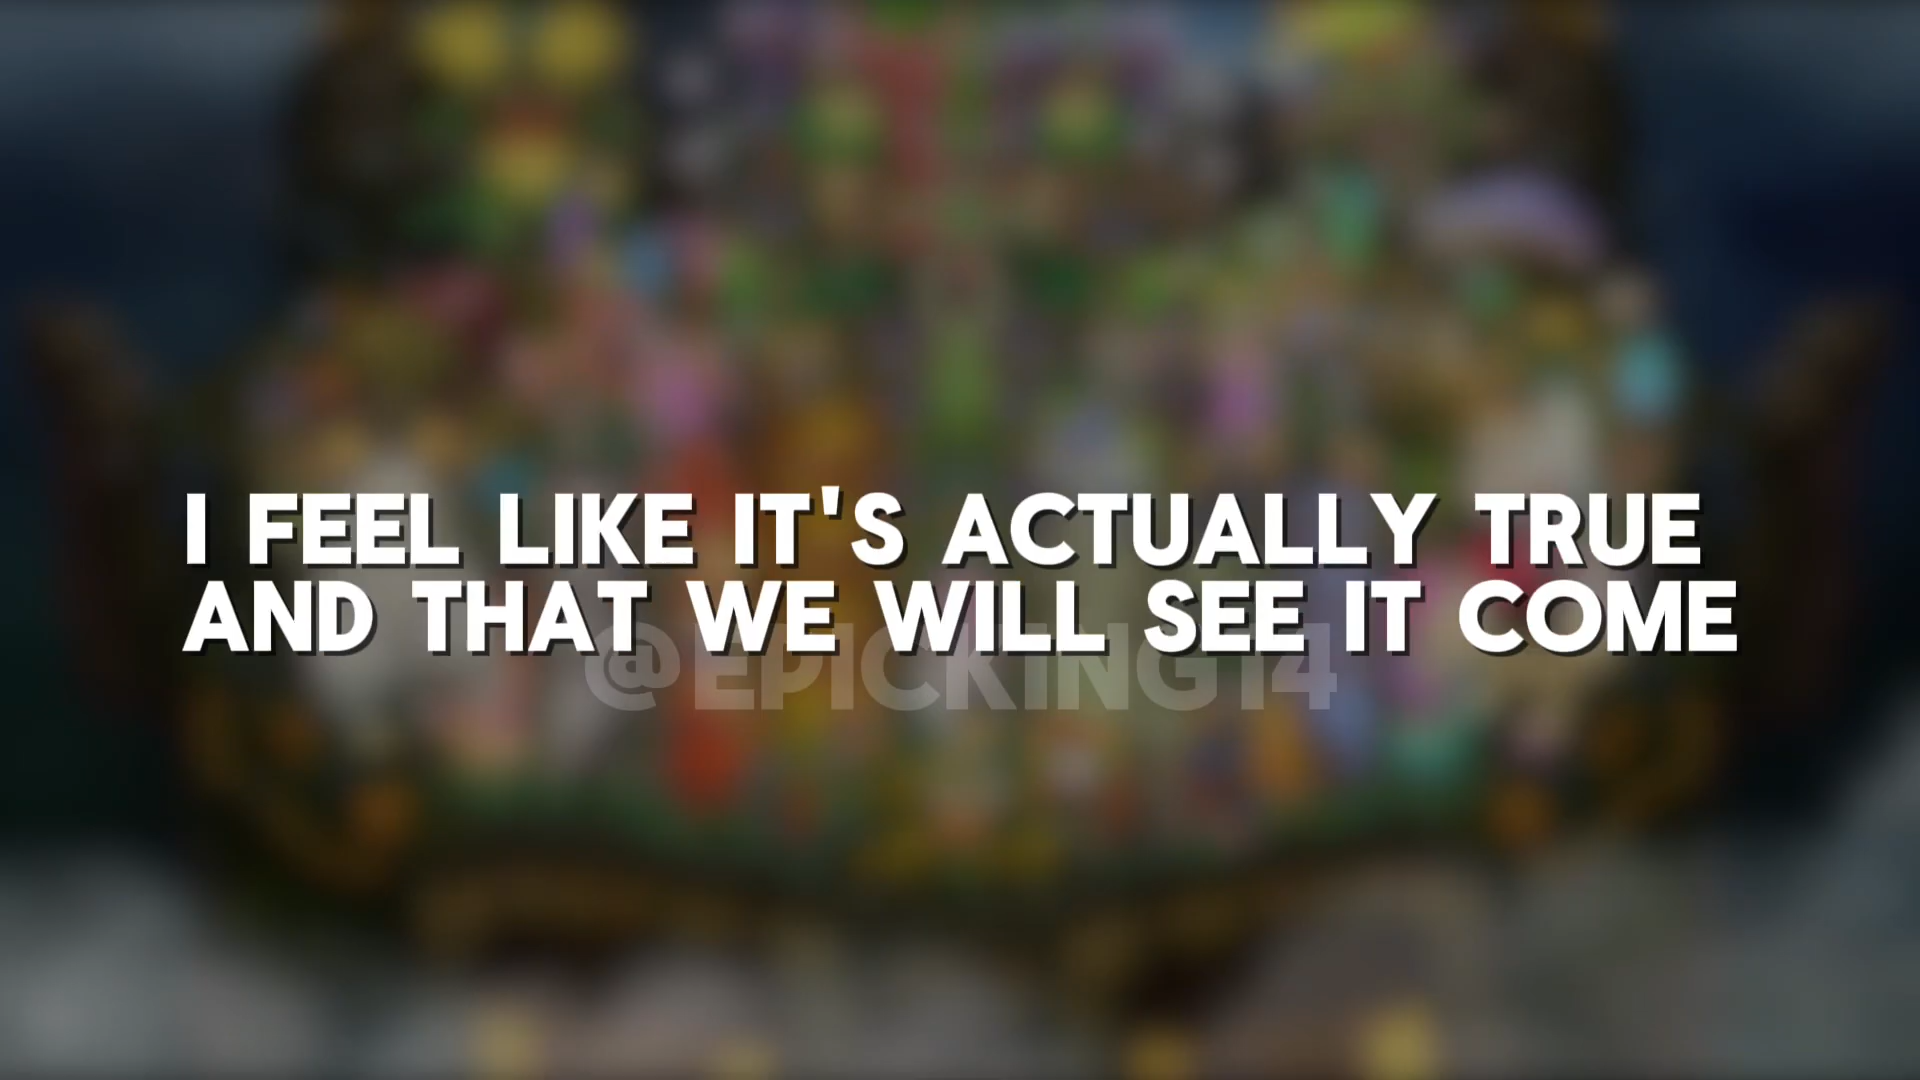 I FEEL LIKE IT'S ACTUALLY TRUE
AND THAT WE WILL SEE IT COME
@EPICKING14